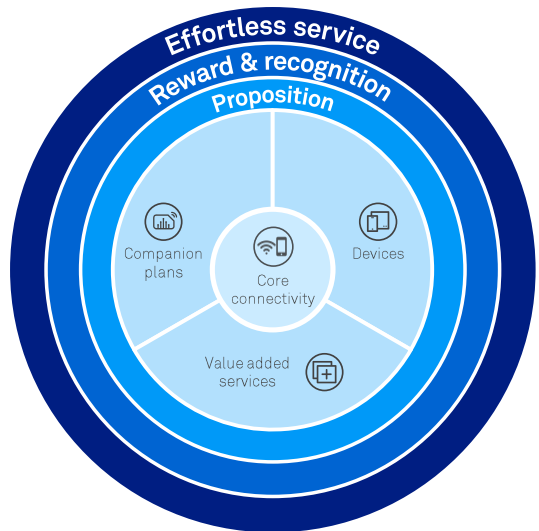 Effortless service
Reward & recognition
Proposition
Companion
plans
Devices
Core
connectivity
Value added
services